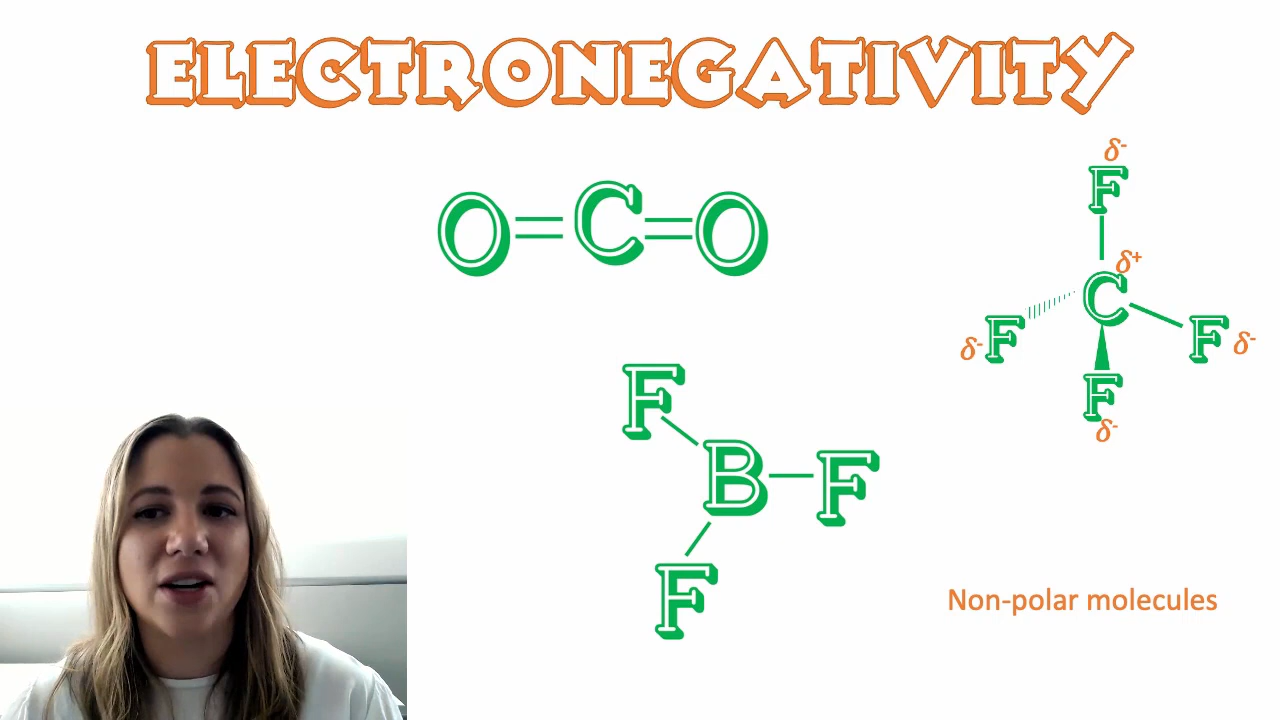 ELECTRONEGATIVITY
O=C=O
δ-
F
δ+
C
δ- F
F δ-
F
δ-
F
B-F
F
Non-polar molecules